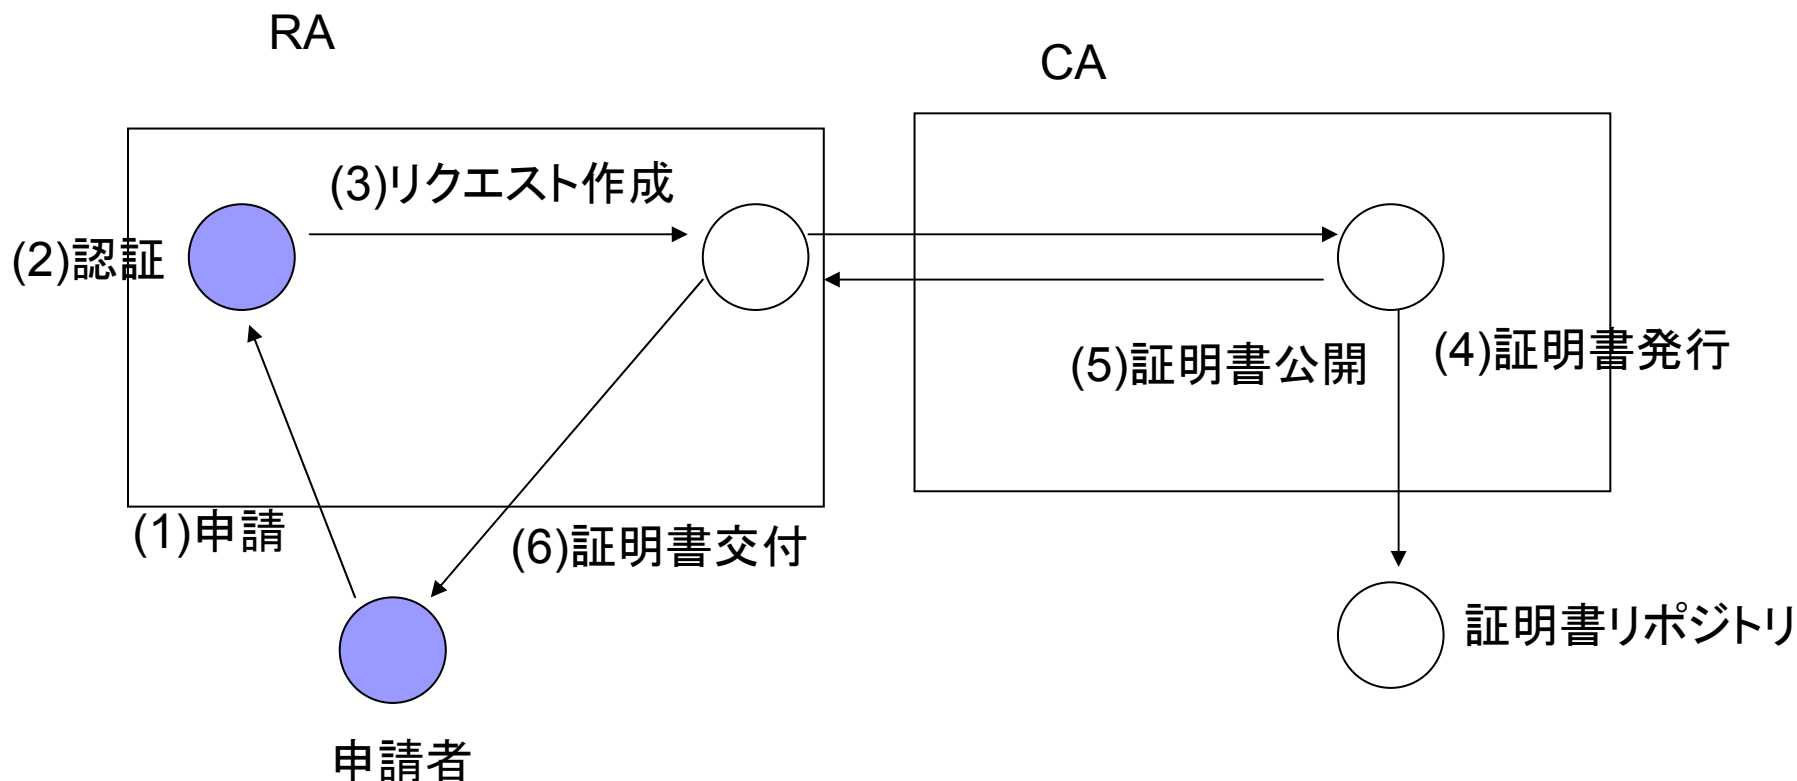 RA
CA
(3)リクエスト作成
(2)認証
(5)証明書公開
(4)証明書発行
(1)申請
(6)証明書交付
証明書リポジトリ
申請者